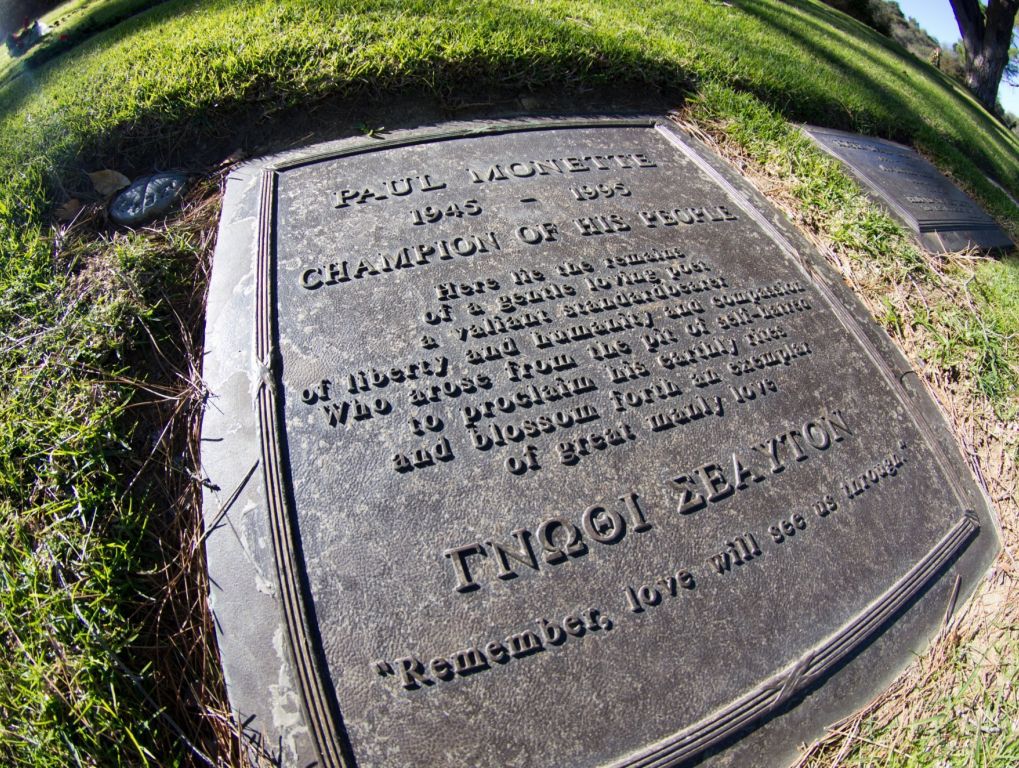 PAUL MONETTE
1945 - 1995
CHAMPION OF HIS PEOPLE
Here lie the remains
of a gentle loving poet
a valiant standardbearer
of liberty and humanity and compassion
Who arose from the pit of self-hatred
to proclaim his earthly rites
and blossom forth an exemplar
of great manly love
ΓΝΩΘΙ ΣΕΑΥΤΟΝ
"Remember, love will see us through."